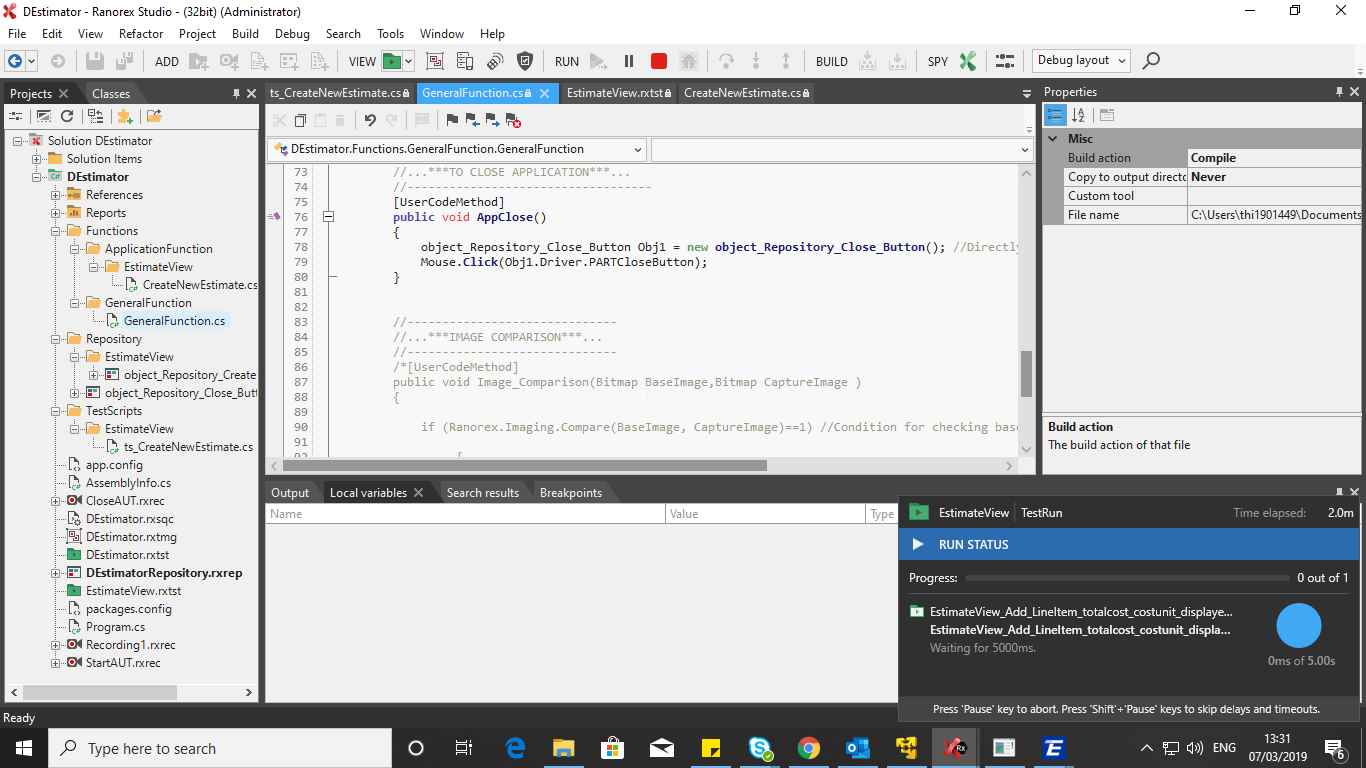 DEstimator - Ranorex Studio - (32bit) (Administrator)
File Edit View Refactor Project Build Debug Search Tools Window Help
ADD VIEW RUN BUILD SPY Debug layout
Projects Classes
Solution DEstimator
Solution Items
DEstimator
References
Reports
Functions
ApplicationFunction
EstimateView
CreateNewEstimate.cs
GeneralFunction
GeneralFunction.cs
Repository
EstimateView
object_Repository_Create
object_Repository_Close_Butt
TestScripts
EstimateView
ts_CreateNewEstimate.cs
app.config
AssemblyInfo.cs
CloseAUT.rxrec
DEstimator.rxsqc
DEstimator.rxtmg
DEstimator.rxtst
DEstimatorRepository.rxrep
EstimateView.rxtst
packages.config
Program.cs
Recording1.rxrec
StartAUT.rxrec
ts_CreateNewEstimate.cs GeneralFunction.cs EstimateView.rxtst CreateNewEstimate.cs
DEstimator.Functions.GeneralFunction.GeneralFunction
73 //...***TO CLOSE APPLICATION***...
74 //-----------------------------------
75 [UserCodeMethod]
76 public void AppClose()
77 {
78 object_Repository_Close_Button Obj1 = new object_Repository_Close_Button(); //Directly
79 Mouse.Click(Obj1.Driver.PARTCloseButton);
80 }
81
82
83 //------------------------------
84 //...***IMAGE COMPARISON***...
85 //------------------------------
86 /*[UserCodeMethod]
87 public void Image_Comparison(Bitmap BaseImage,Bitmap CaptureImage )
88 {
89
90 if (Ranorex.Imaging.Compare(BaseImage, CaptureImage)==1) //Condition for checking base
91
92 {
Properties
Misc
Build action Compile
Copy to output directo Never
Custom tool
File name C:\Users\thi1901449\Documents
Build action
The build action of that file
Output Local variables Search results Breakpoints
Name Value Type
EstimateView TestRun Time elapsed: 2.0m
RUN STATUS
Progress: 0 out of 1
EstimateView_Add_LineItem_totalcost_costunit_displaye...
EstimateView_Add_LineItem_totalcost_costunit_displa...
Waiting for 5000ms.
0ms of 5.00s
Press 'Pause' key to abort. Press 'Shift'+'Pause' keys to skip delays and timeouts.
Ready
Type here to search
ENG
13:31
07/03/2019
6